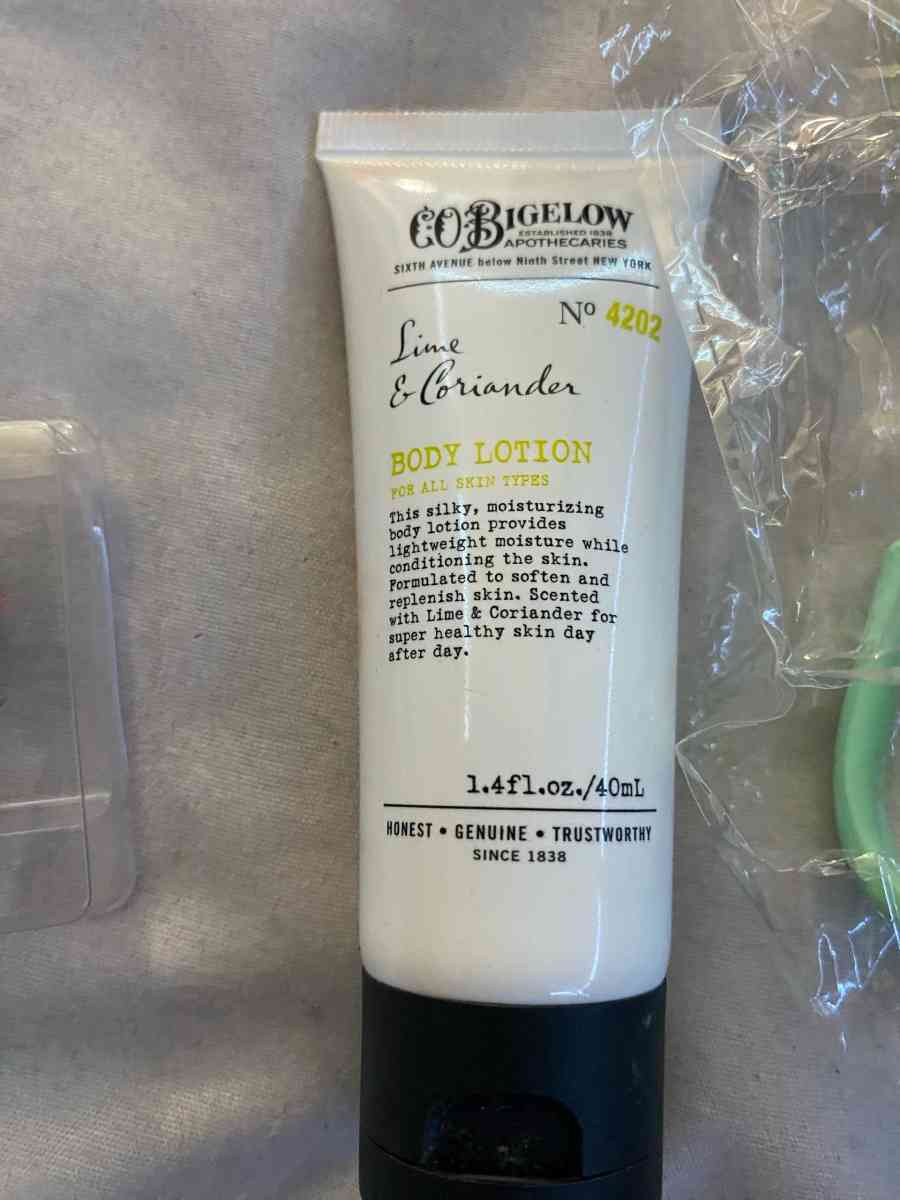 C.O. BIGELOW
ESTABLISHED 1838
APOTHECARIES
SIXTH AVENUE below Ninth Street NEW YORK
Nº 4202
Lime
& Coriander
BODY LOTION
FOR ALL SKIN TYPES
This silky, moisturizing
body lotion provides
lightweight moisture while
conditioning the skin.
Formulated to soften and
replenish skin. Scented
with Lime & Coriander for
super healthy skin day
after day.
1.4fl.oz./40mL
HONEST • GENUINE • TRUSTWORTHY
SINCE 1838